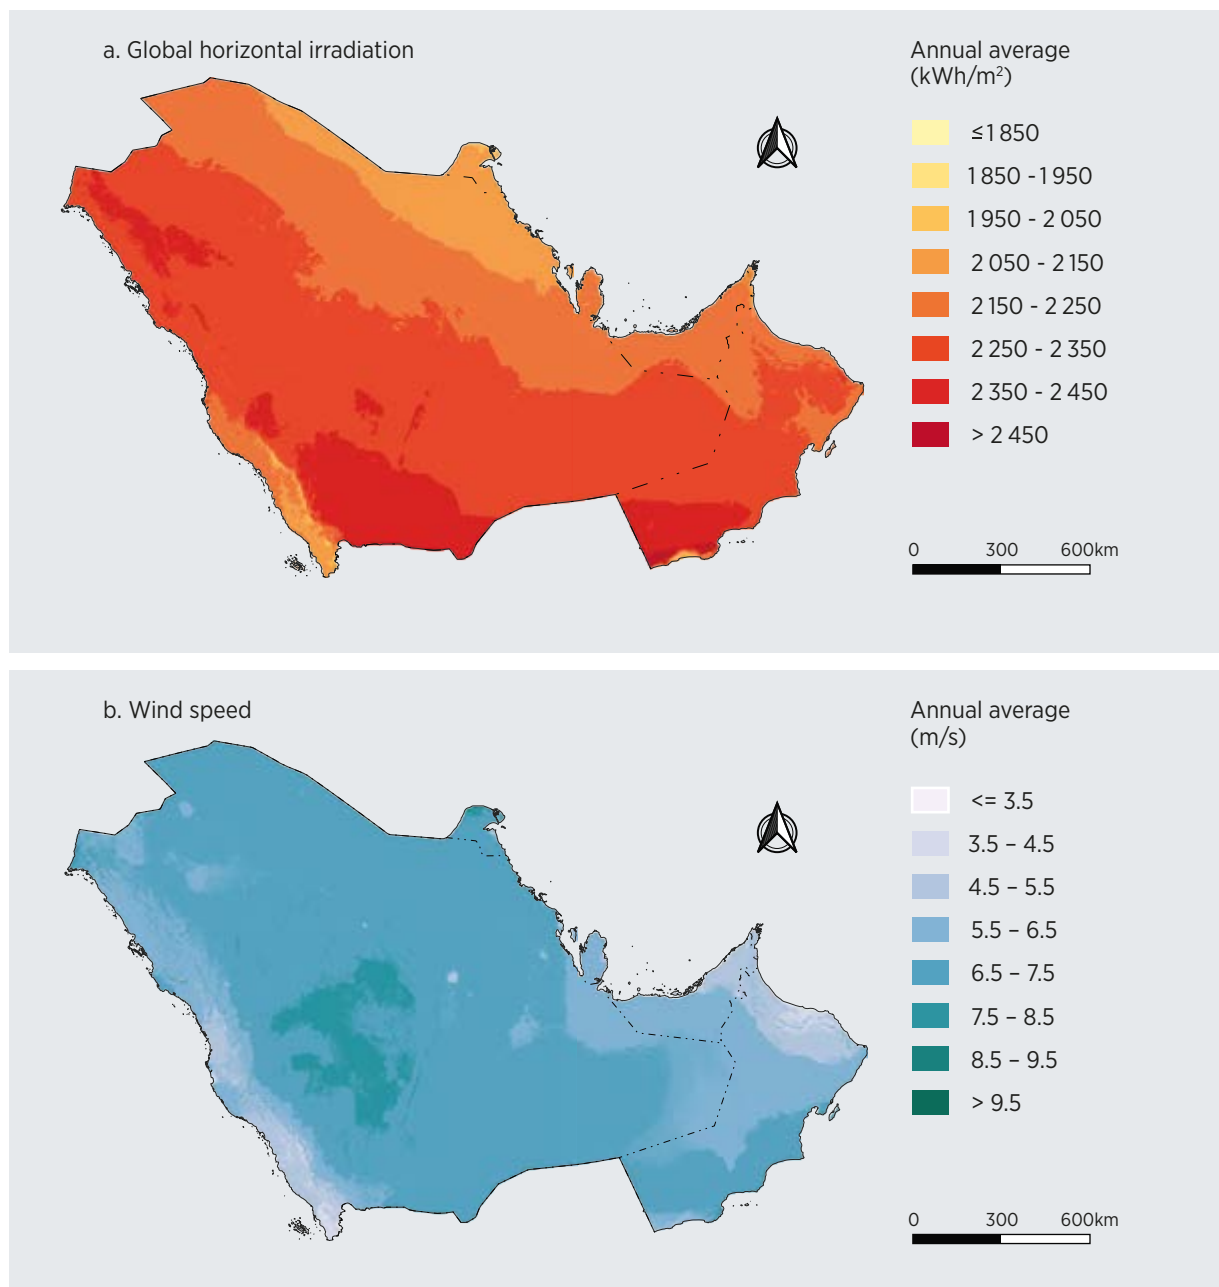 a. Global horizontal irradiation
Annual average
(kWh/m²)
≤1 850
1 850 - 1 950
1 950 - 2 050
2 050 - 2 150
2 150 - 2 250
2 250 - 2 350
2 350 - 2 450
> 2 450
0 300 600km
b. Wind speed
Annual average
(m/s)
<= 3.5
3.5 – 4.5
4.5 – 5.5
5.5 – 6.5
6.5 – 7.5
7.5 – 8.5
8.5 – 9.5
> 9.5
0 300 600km